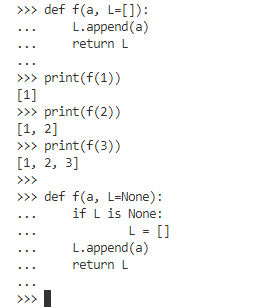 >>> def f(a, L=[]):
...     L.append(a)
...     return L
...
>>> print(f(1))
[1]
>>> print(f(2))
[1, 2]
>>> print(f(3))
[1, 2, 3]
>>>
>>> def f(a, L=None):
...     if L is None:
...             L = []
...     L.append(a)
...     return L
...
>>>